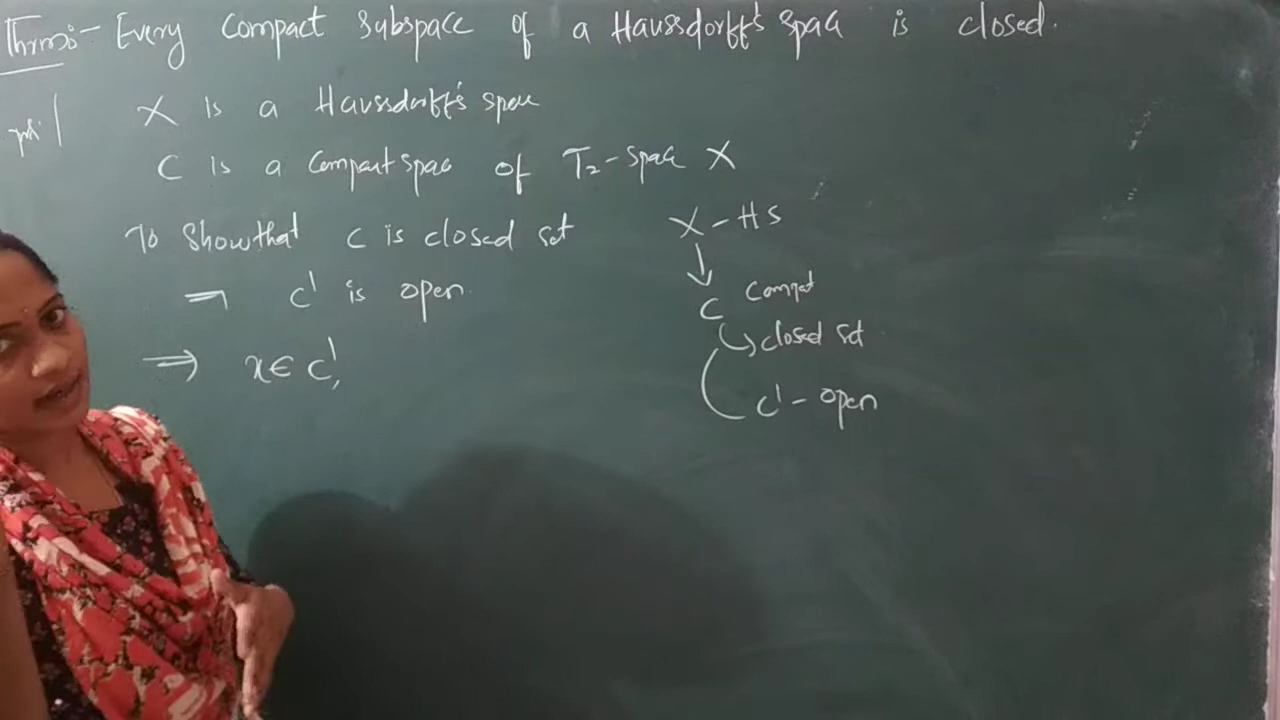 Thrm:- Every compact subspace of a Haussdorff's space is closed.
pf:| X is a Haussdorff's space
C is a compact space of T2-space X
To Show that C is closed set
⇒ C' is open.
⇒ x ∈ C',
X - HS
↓
C compat
↪ closed set
C' - open